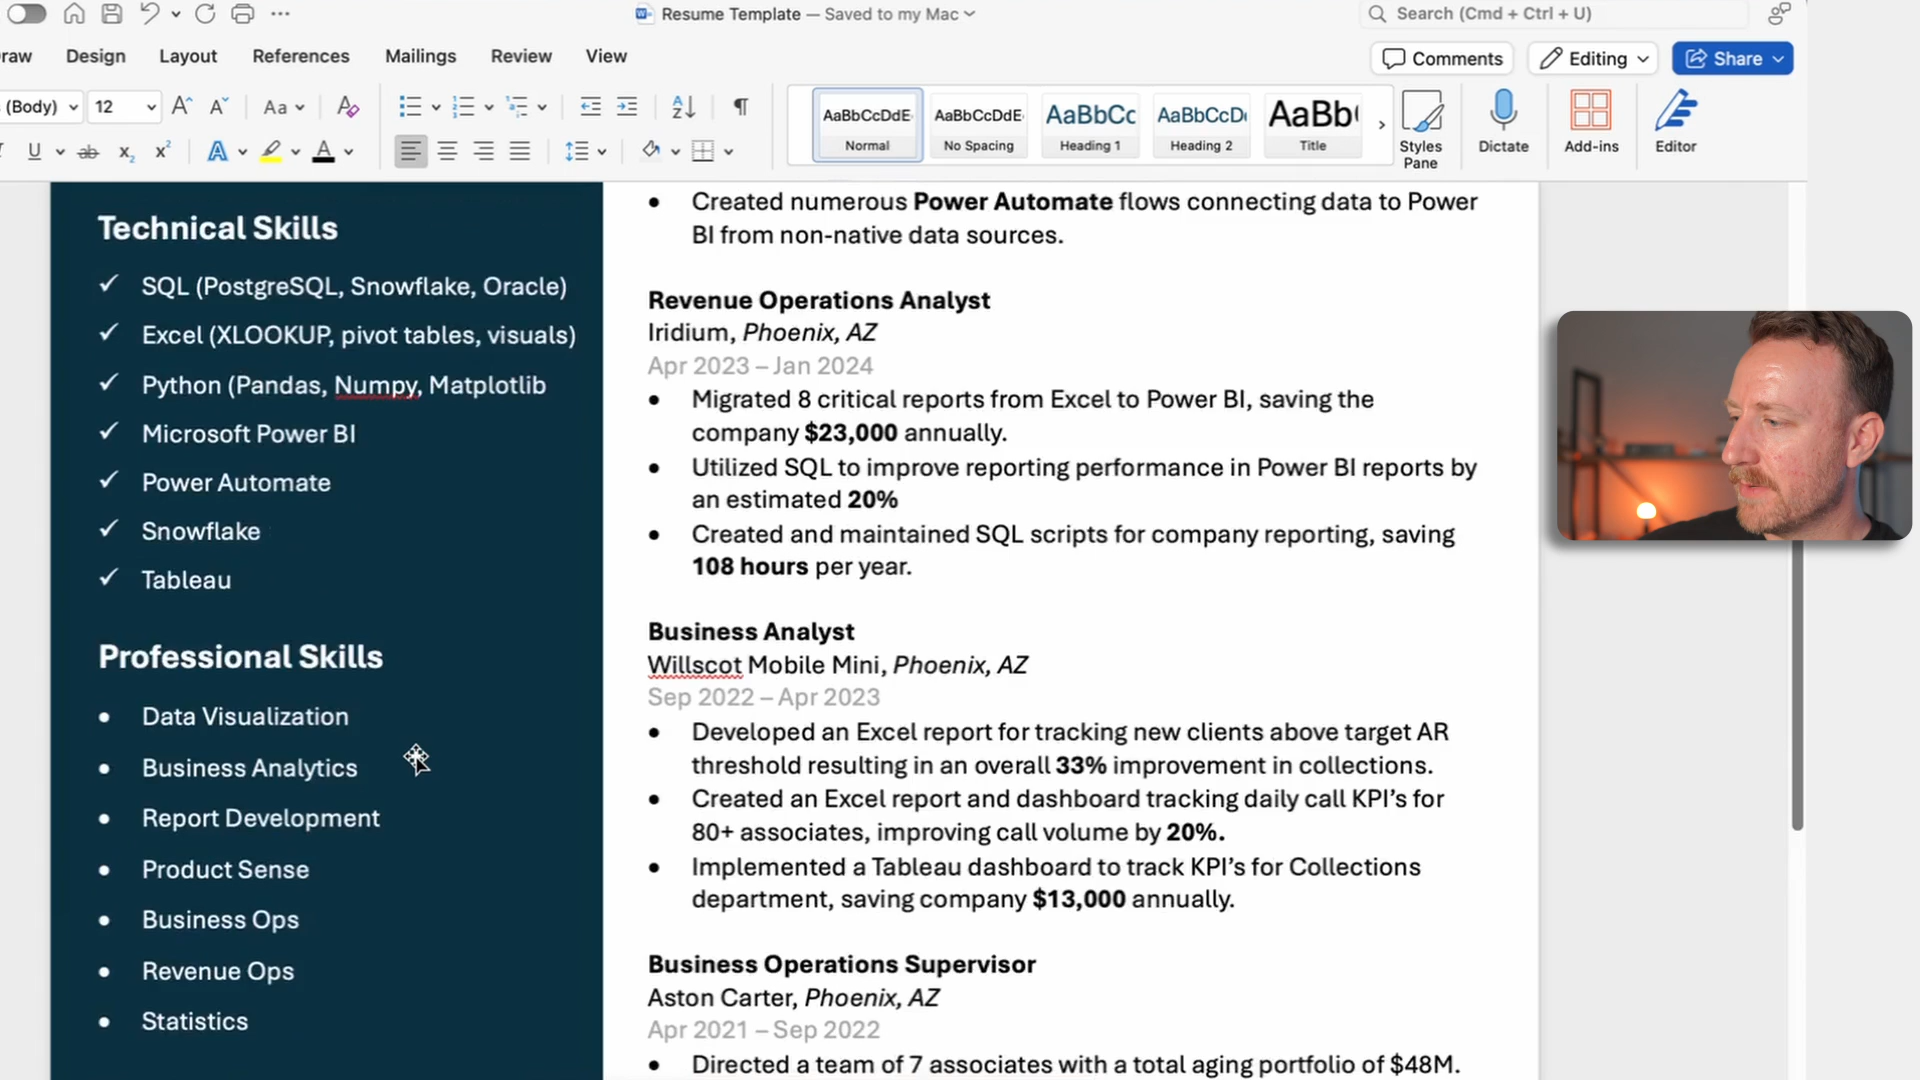 Resume Template — Saved to my Mac
Search (Cmd + Ctrl + U)
raw
Design
Layout
References
Mailings
Review
View
Comments
Editing
Share
(Body)
12
Aa
AaBbCcDdE
Normal
AaBbCcDdE
No Spacing
AaBbCc
Heading 1
AaBbCcD
Heading 2
AaBb(
Title
Styles
Pane
Dictate
Add-ins
Editor
Technical Skills
✓ SQL (PostgreSQL, Snowflake, Oracle)
✓ Excel (XLOOKUP, pivot tables, visuals)
✓ Python (Pandas, Numpy, Matplotlib
✓ Microsoft Power BI
✓ Power Automate
✓ Snowflake
✓ Tableau
Professional Skills
• Data Visualization
• Business Analytics
• Report Development
• Product Sense
• Business Ops
• Revenue Ops
• Statistics
• Created numerous Power Automate flows connecting data to Power
BI from non-native data sources.
Revenue Operations Analyst
Iridium, Phoenix, AZ
Apr 2023 – Jan 2024
• Migrated 8 critical reports from Excel to Power BI, saving the
company $23,000 annually.
• Utilized SQL to improve reporting performance in Power BI reports by
an estimated 20%
• Created and maintained SQL scripts for company reporting, saving
108 hours per year.
Business Analyst
Willscot Mobile Mini, Phoenix, AZ
Sep 2022 – Apr 2023
• Developed an Excel report for tracking new clients above target AR
threshold resulting in an overall 33% improvement in collections.
• Created an Excel report and dashboard tracking daily call KPI’s for
80+ associates, improving call volume by 20%.
• Implemented a Tableau dashboard to track KPI’s for Collections
department, saving company $13,000 annually.
Business Operations Supervisor
Aston Carter, Phoenix, AZ
Apr 2021 – Sep 2022
• Directed a team of 7 associates with a total aging portfolio of $48M.